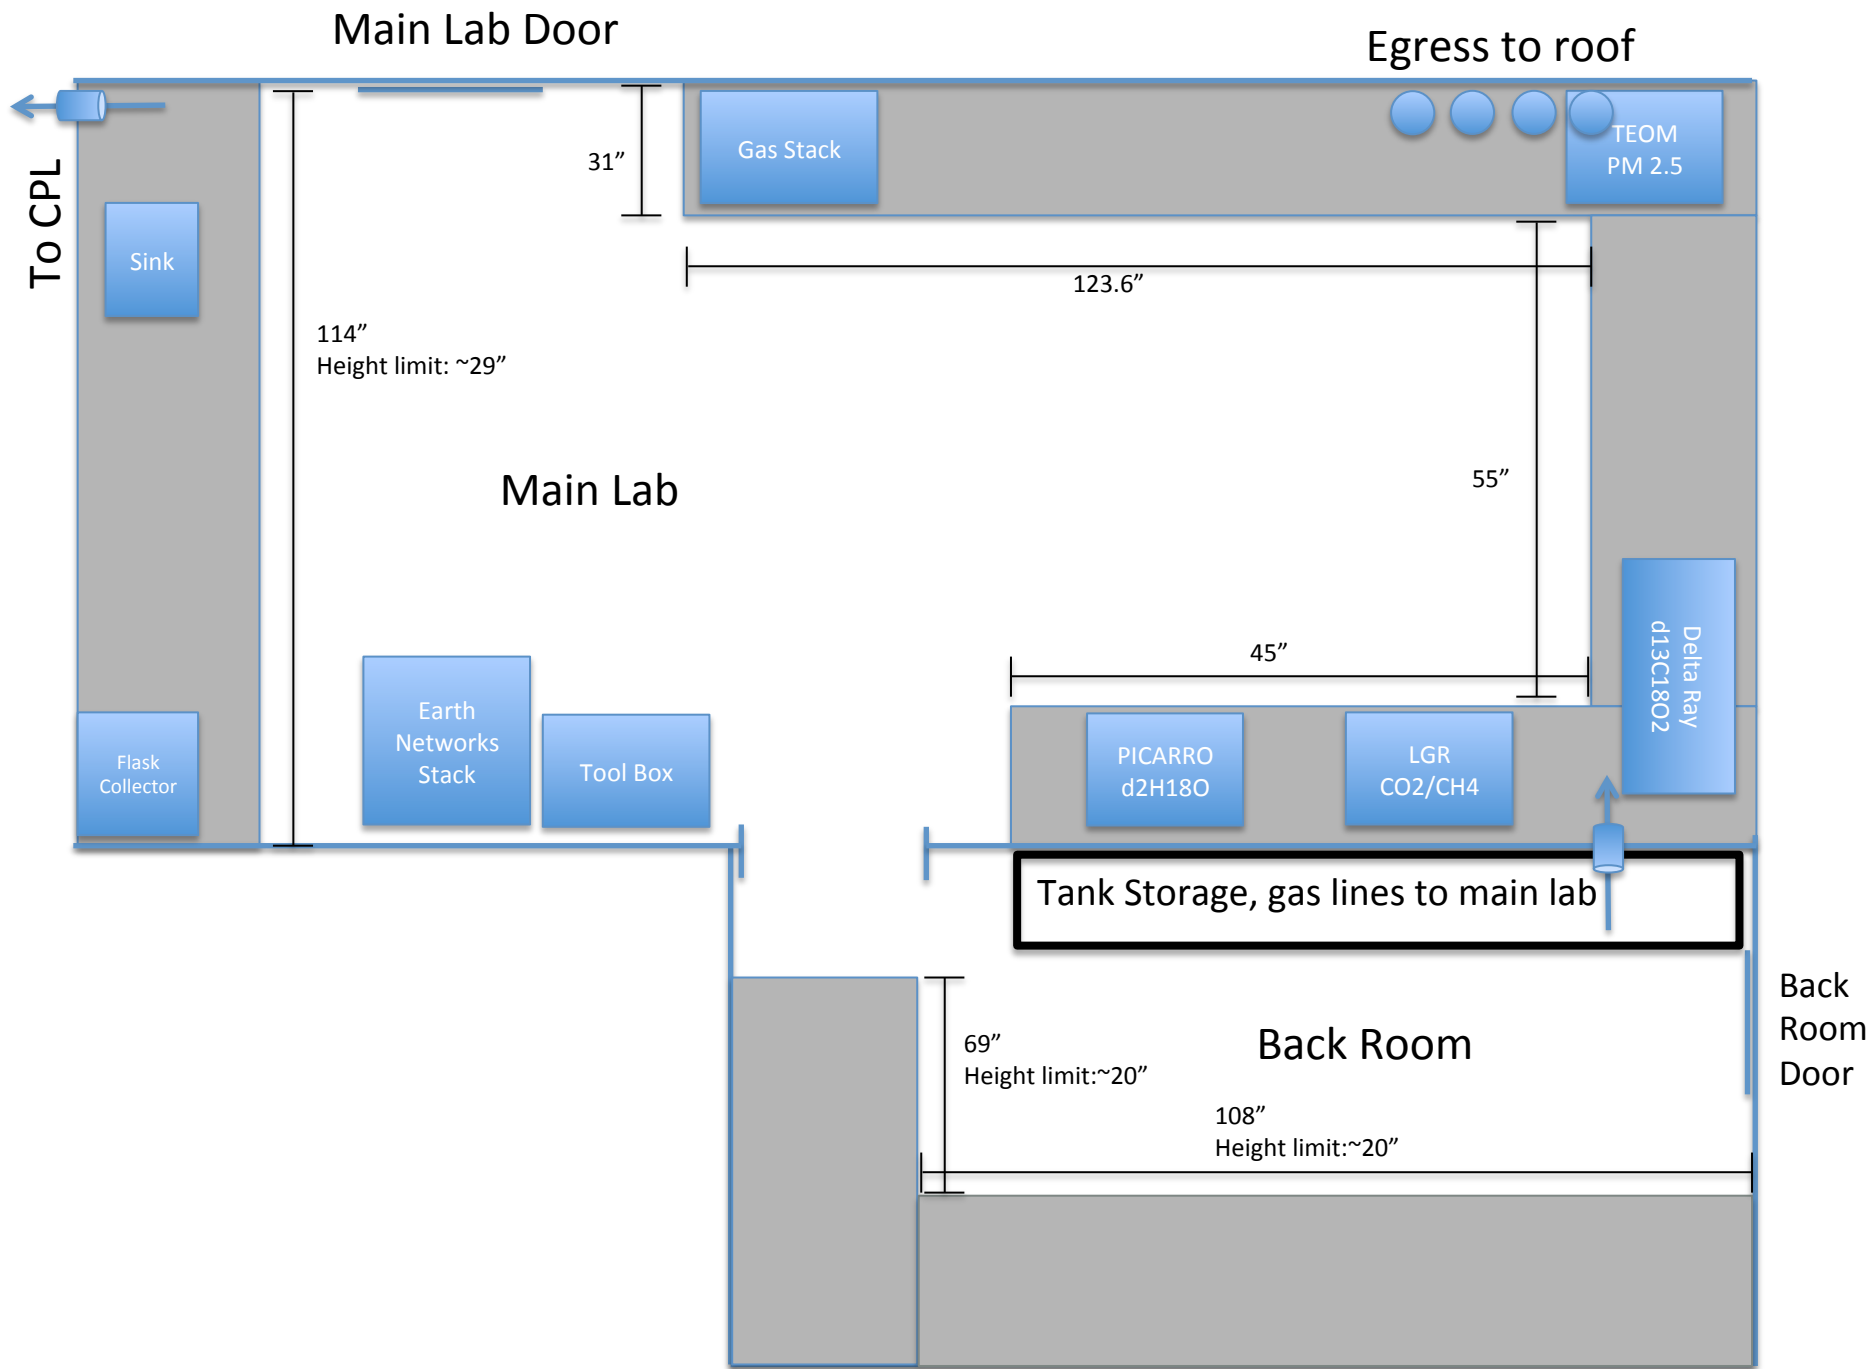 Main Lab Door
Egress to roof
To CPL
Sink
31”
Gas Stack
TEOM
PM 2.5
123.6”
114”
Height limit: ~29”
Main Lab
55”
45”
Delta Ray
d13C18O2
Earth
Networks
Stack
Tool Box
Flask
Collector
PICARRO
d2H18O
LGR
CO2/CH4
Tank Storage, gas lines to main lab
69”
Height limit:~20”
Back Room
108”
Height limit:~20”
Back
Room
Door